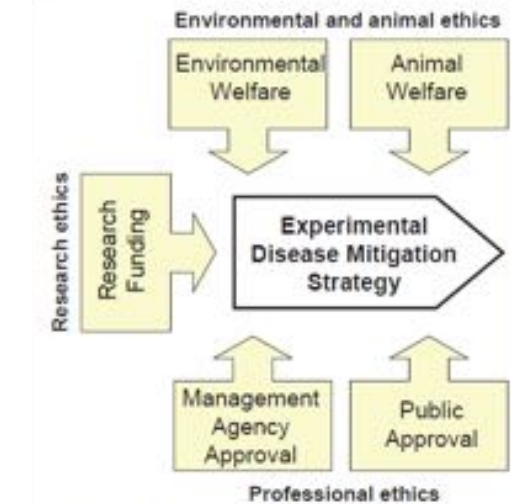 Environmental and animal ethics
Environmental
Welfare
Animal
Welfare
Research ethics
Research
Funding
Experimental
Disease Mitigation
Strategy
Management
Agency
Approval
Public
Approval
Professional ethics